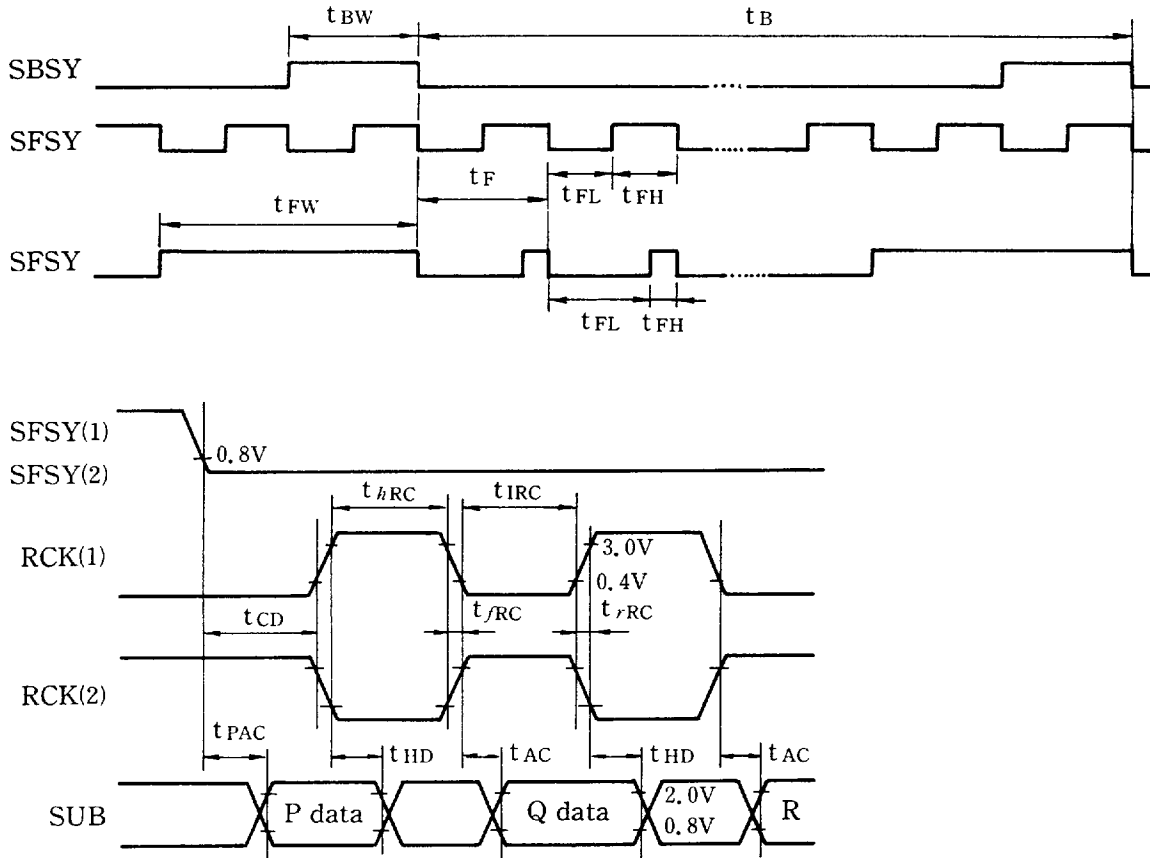 tBW tB
SBSY
SFSY
tF tFL tFH
tFW
SFSY
tFL tFH
SFSY(1)
0.8V
SFSY(2)
thRC tIRC
RCK(1) 3.0V
0.4V
tCD tfRC trRC
RCK(2)
tPAC tHD tAC tHD tAC
SUB P data Q data 2.0V R
0.8V